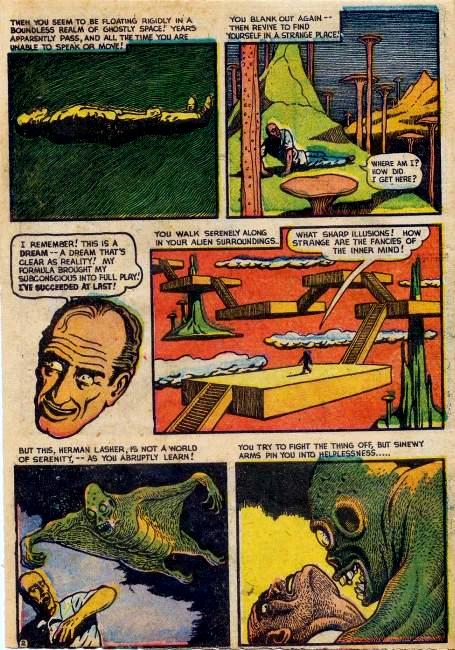 THEN YOU SEEM TO BE FLOATING RIGIDLY IN A
BOUNDLESS REALM OF GHOSTLY SPACE! YEARS
APPARENTLY PASS, AND ALL THE TIME YOU ARE
UNABLE TO SPEAK OR MOVE!
YOU BLANK OUT AGAIN --
THEN REVIVE TO FIND
YOURSELF IN A STRANGE PLACE!
WHERE AM I?
HOW DID
I GET HERE?
I REMEMBER! THIS IS A
DREAM -- A DREAM THAT'S
CLEAR AS REALITY! MY
FORMULA BROUGHT MY
SUBCONSCIOUS INTO FULL PLAY!
I'VE SUCCEEDED AT LAST!
YOU WALK SERENELY ALONG
IN YOUR ALIEN SURROUNDINGS..
WHAT SHARP ILLUSIONS! HOW
STRANGE ARE THE FANCIES OF
THE INNER MIND!
BUT THIS, HERMAN LASHER, IS NOT A WORLD
OF SERENITY, -- AS YOU ABRUPTLY LEARN!
YOU TRY TO FIGHT THE THING OFF, BUT SINEWY
ARMS PIN YOU INTO HELPLESSNESS.....
2